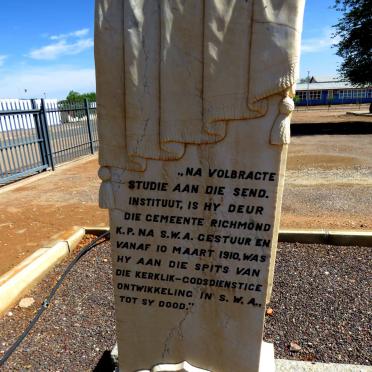 „NA VOLBRACTE
STUDIE AAN DIE SEND.
INSTITUUT, IS HY DEUR
DIE GEMEENTE RICHMOND
K.P. NA S.W.A. GESTUUR EN
VANAF 10 MAART 1910, WAS
HY AAN DIE SPITS VAN
DIE KERKLIK-GODSDIENSTICE
ONTWIKKELING IN S.W.A.,
TOT SY DOOD."